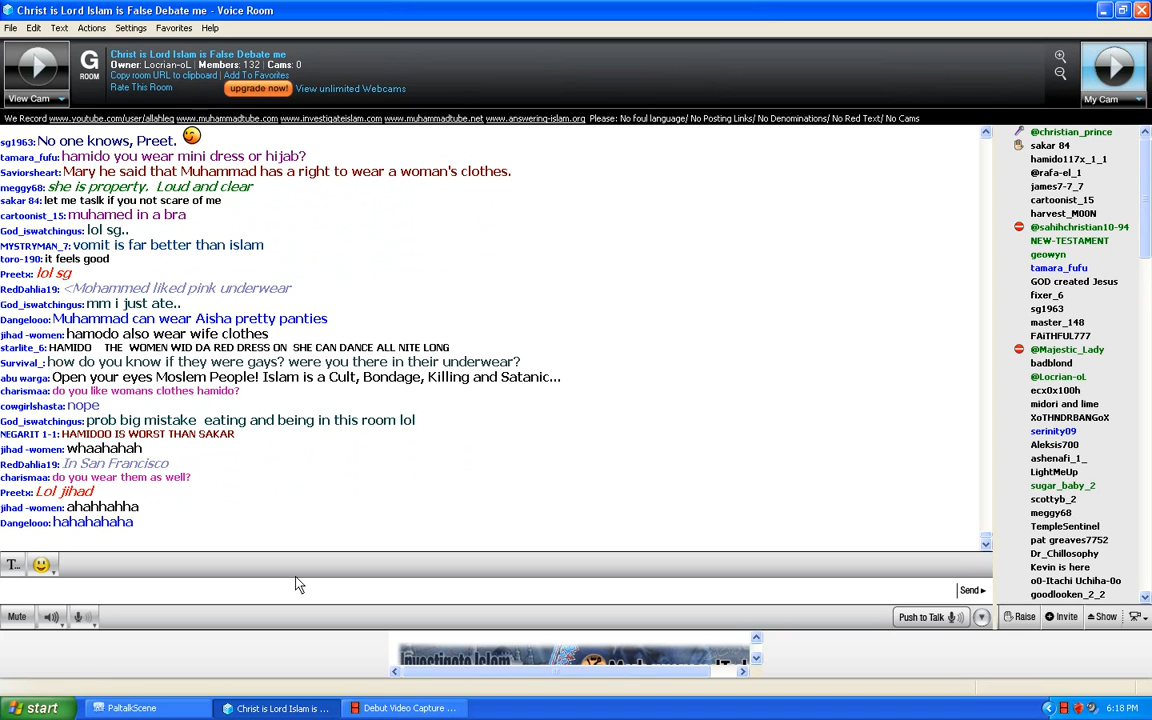 Christ is Lord Islam is False Debate me - Voice Room
File Edit Text Actions Settings Favorites Help
G
ROOM
Christ is Lord Islam is False Debate me
Owner: Locrian-oL | Members: 132 | Cams: 0
Copy room URL to clipboard | Add To Favorites
Rate This Room
upgrade now! View unlimited Webcams
View Cam
My Cam
We Record www.youtube.com/user/allahleg www.muhammadtube.com www.investigateislam.com www.muhammadtube.net www.answering-islam.org Please: No foul language/ No Posting Links/ No Denominations/ No Red Text/ No Cams
sg1963: No one knows, Preet.
tamara_fufu: hamido you wear mini dress or hijab?
Saviorsheart: Mary he said that Muhammad has a right to wear a woman's clothes.
meggy68: she is property. Loud and clear
sakar 84: let me taslk if you not scare of me
cartoonist_15: muhamed in a bra
God_iswatchingus: lol sg..
MYSTRYMAN_7: vomit is far better than islam
toro-190: it feels good
Preetx: lol sg
RedDahlia19: <Mohammed liked pink underwear
God_iswatchingus: mm i just ate..
Dangelooo: Muhammad can wear Aisha pretty panties
jihad -women: hamodo also wear wife clothes
starlite_6: HAMIDO THE WOMEN WID DA RED DRESS ON SHE CAN DANCE ALL NITE LONG
Survival_: how do you know if they were gays? were you there in their underwear?
abu warga: Open your eyes Moslem People! Islam is a Cult, Bondage, Killing and Satanic...
charismaa: do you like womans clothes hamido?
cowgirlshasta: nope
God_iswatchingus: prob big mistake eating and being in this room lol
NEGARIT 1-1: HAMIDOO IS WORST THAN SAKAR
jihad -women: whaahahah
RedDahlia19: In San Francisco
charismaa: do you wear them as well?
Preetx: Lol jihad
jihad -women: ahahhahha
Dangelooo: hahahahaha
@christian_prince
sakar 84
hamido117x_1_1
@rafa-el_1
james7-7_7
cartoonist_15
harvest_M00N
@sahihchristian10-94
NEW-TESTAMENT
geowyn
tamara_fufu
GOD created Jesus
fixer_6
sg1963
master_148
FAiTHFUL777
@Majestic_Lady
badblond
@Locrian-oL
ecx0x100h
midori and lime
XoTHNDRBANGoX
serinity09
Aleksis700
ashenafi_1_
LightMeUp
sugar_baby_2
scottyb_2
meggy68
TempleSentinel
pat greaves7752
Dr_Chillosophy
Kevin is here
o0-Itachi Uchiha-0o
goodlooken_2_2
T...
Send
Mute
Push to Talk
Raise Invite Show
Investigate Islam
start PaltalkScene Christ is Lord Islam is ... Debut Video Capture ... 6:18 PM